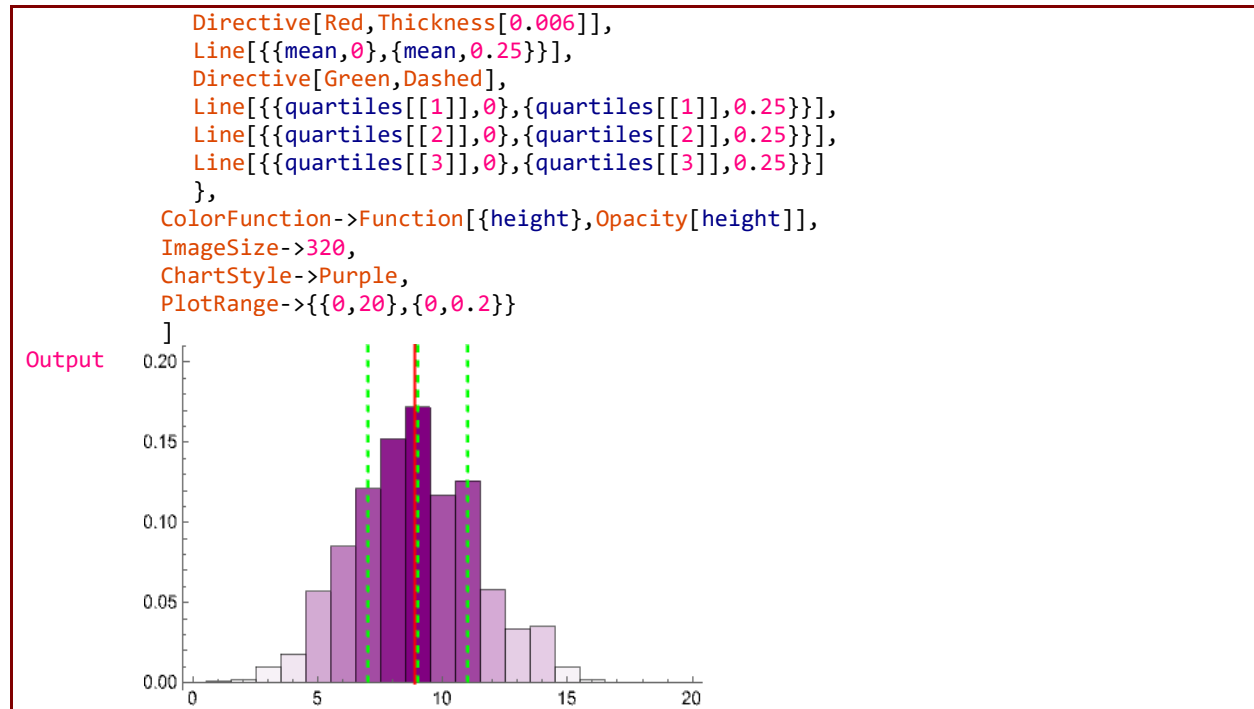 Directive[Red,Thickness[0.006]],
Line[{{mean,0},{mean,0.25}}],
Directive[Green,Dashed],
Line[{{quartiles[[1]],0},{quartiles[[1]],0.25}}],
Line[{{quartiles[[2]],0},{quartiles[[2]],0.25}}],
Line[{{quartiles[[3]],0},{quartiles[[3]],0.25}}]
},
ColorFunction->Function[{height},Opacity[height]],
ImageSize->320,
ChartStyle->Purple,
PlotRange->{{0,20},{0,0.2}}
]
Output
0.20
0.15
0.10
0.05
0.00
0 5 10 15 20